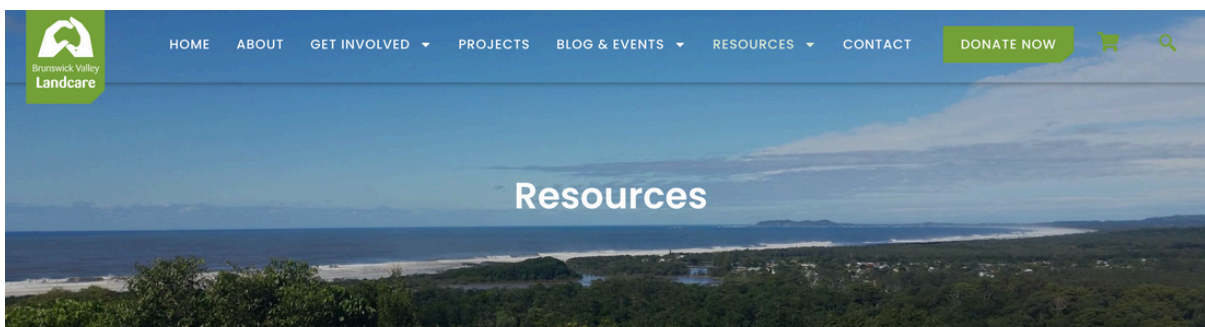 Brunswick Valley
Landcare
HOME ABOUT GET INVOLVED PROJECTS BLOG & EVENTS RESOURCES CONTACT DONATE NOW
Resources